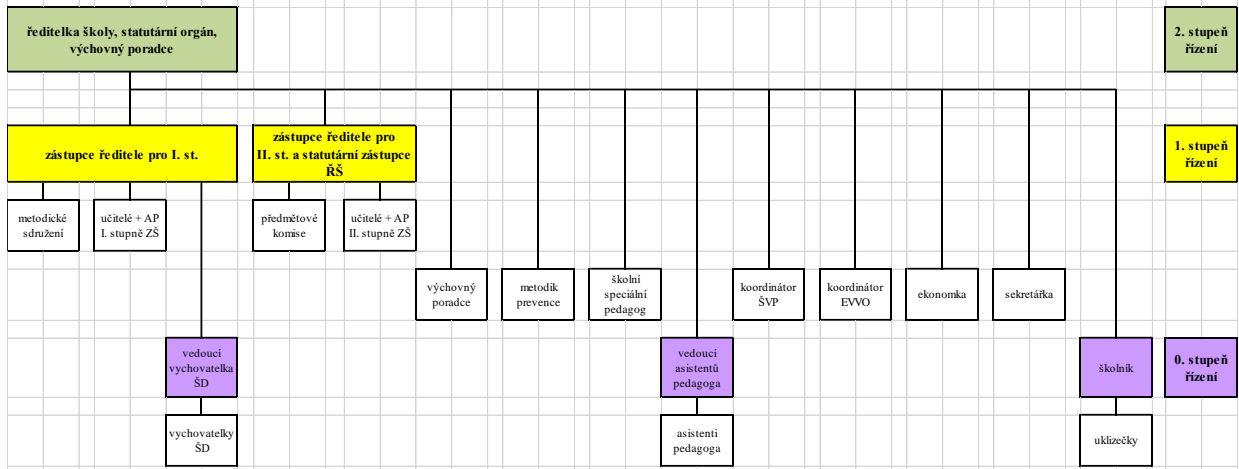 ředitelka školy, statutární orgán,
výchovný poradce
2. stupeň
řízení
zástupce ředitele pro I. st.
zástupce ředitele pro
II. st. a statutární zástupce
ŘŠ
1. stupeň
řízení
metodické
sdružení
učitelé + AP
I. stupně ZŠ
předmětové
komise
učitelé + AP
II. stupně ZŠ
výchovný
poradce
metodik
prevence
školní
speciální
pedagog
koordinátor
ŠVP
koordinátor
EVVO
ekonomka
sekretářka
vedoucí
vychovatelka
ŠD
vedoucí
asistentů
pedagoga
školník
0. stupeň
řízení
vychovatelky
ŠD
asistenti
pedagoga
uklizečky